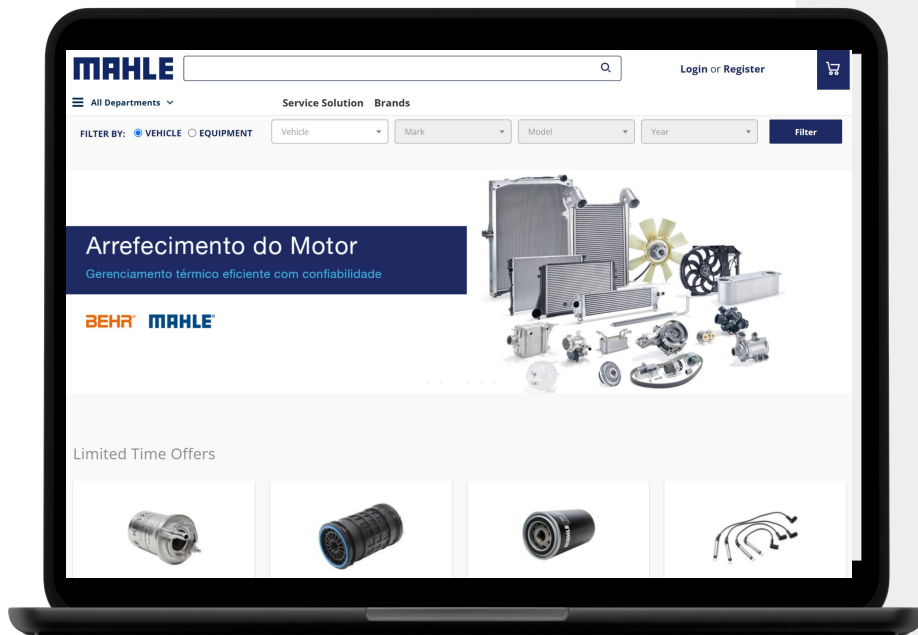 MAHLE
Login or Register
All Departments
Service Solution Brands
FILTER BY: VEHICLE EQUIPMENT Vehicle Mark Model Year Filter
Arrefecimento do Motor
Gerenciamento térmico eficiente com confiabilidade
BEHR® MAHLE®
Limited Time Offers
MAHLE